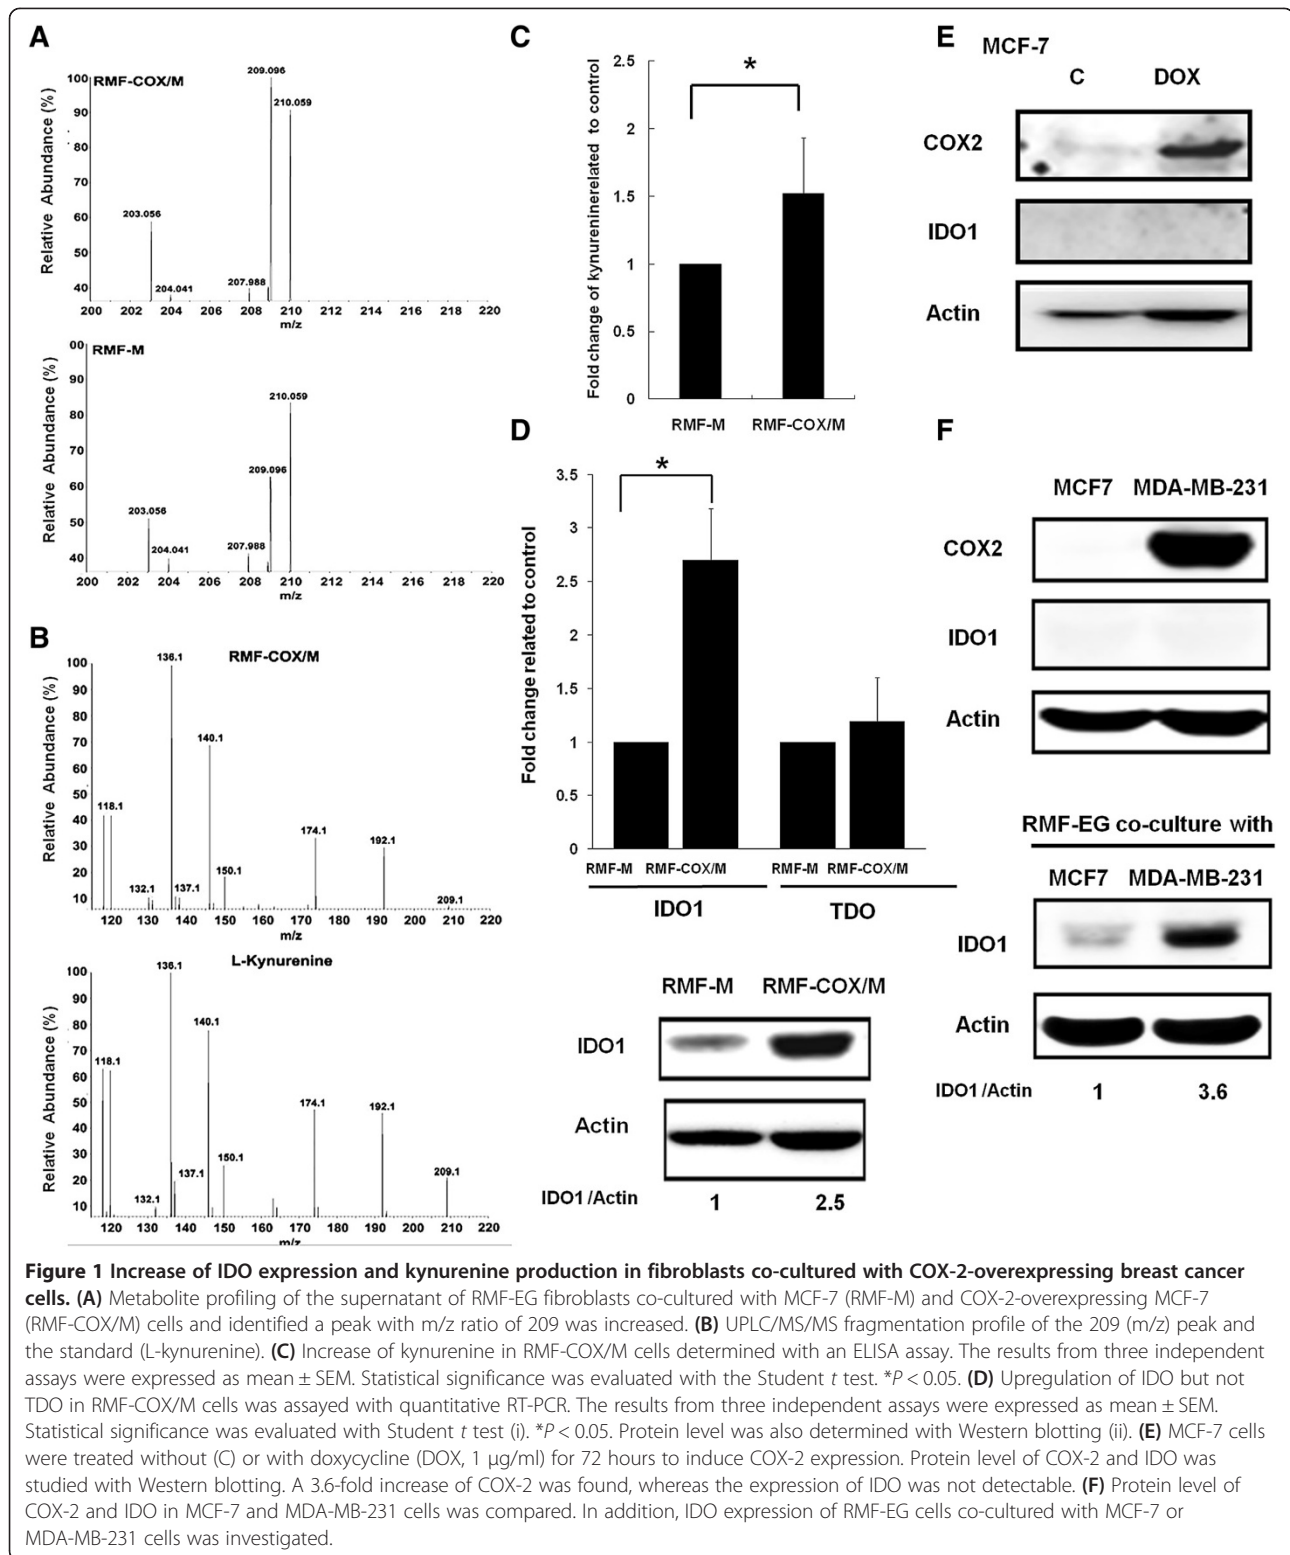 A
RMF-COX/M
Relative Abundance (%)
100
90
80
70
60
50
40
209.096
210.059
203.056
204.041
207.988
200 202 204 206 208 210 212 214 216 218 220
m/z
RMF-M
Relative Abundance (%)
00
90
80
70
60
50
40
210.059
209.096
203.056
204.041
207.988
200 202 204 206 208 210 212 214 216 218 220
m/z
B
RMF-COX/M
Relative Abundance (%)
100
90
80
70
60
50
40
30
20
10
136.1
140.1
118.1
174.1
192.1
150.1
132.1
137.1
209.1
120 130 140 150 160 170 180 190 200 210 220
m/z
L-Kynurenine
Relative Abundance (%)
100
90
80
70
60
50
40
30
20
10
136.1
140.1
118.1
174.1
192.1
150.1
137.1
132.1
209.1
120 130 140 150 160 170 180 190 200 210 220
m/z
C
Fold change of kynureninerelated to control
2.5
2
1.5
1
0.5
0
*
RMF-M RMF-COX/M
D
Fold change related to control
3.5
3
2.5
2
1.5
1
0.5
0
*
RMF-M RMF-COX/M RMF-M RMF-COX/M
IDO1 TDO
RMF-M RMF-COX/M
IDO1
Actin
IDO1/Actin 1 2.5
E
MCF-7
C DOX
COX2
IDO1
Actin
F
MCF7 MDA-MB-231
COX2
IDO1
Actin
RMF-EG co-culture with
MCF7 MDA-MB-231
IDO1
Actin
IDO1/Actin 1 3.6
Figure 1 Increase of IDO expression and kynurenine production in fibroblasts co-cultured with COX-2-overexpressing breast cancer
cells. (A) Metabolite profiling of the supernatant of RMF-EG fibroblasts co-cultured with MCF-7 (RMF-M) and COX-2-overexpressing MCF-7
(RMF-COX/M) cells and identified a peak with m/z ratio of 209 was increased. (B) UPLC/MS/MS fragmentation profile of the 209 (m/z) peak and
the standard (L-kynurenine). (C) Increase of kynurenine in RMF-COX/M cells determined with an ELISA assay. The results from three independent
assays were expressed as mean ± SEM. Statistical significance was evaluated with the Student t test. *P < 0.05. (D) Upregulation of IDO but not
TDO in RMF-COX/M cells was assayed with quantitative RT-PCR. The results from three independent assays were expressed as mean ± SEM.
Statistical significance was evaluated with Student t test (i). *P < 0.05. Protein level was also determined with Western blotting (ii). (E) MCF-7 cells
were treated without (C) or with doxycycline (DOX, 1 μg/ml) for 72 hours to induce COX-2 expression. Protein level of COX-2 and IDO was
studied with Western blotting. A 3.6-fold increase of COX-2 was found, whereas the expression of IDO was not detectable. (F) Protein level of
COX-2 and IDO in MCF-7 and MDA-MB-231 cells was compared. In addition, IDO expression of RMF-EG cells co-cultured with MCF-7 or
MDA-MB-231 cells was investigated.